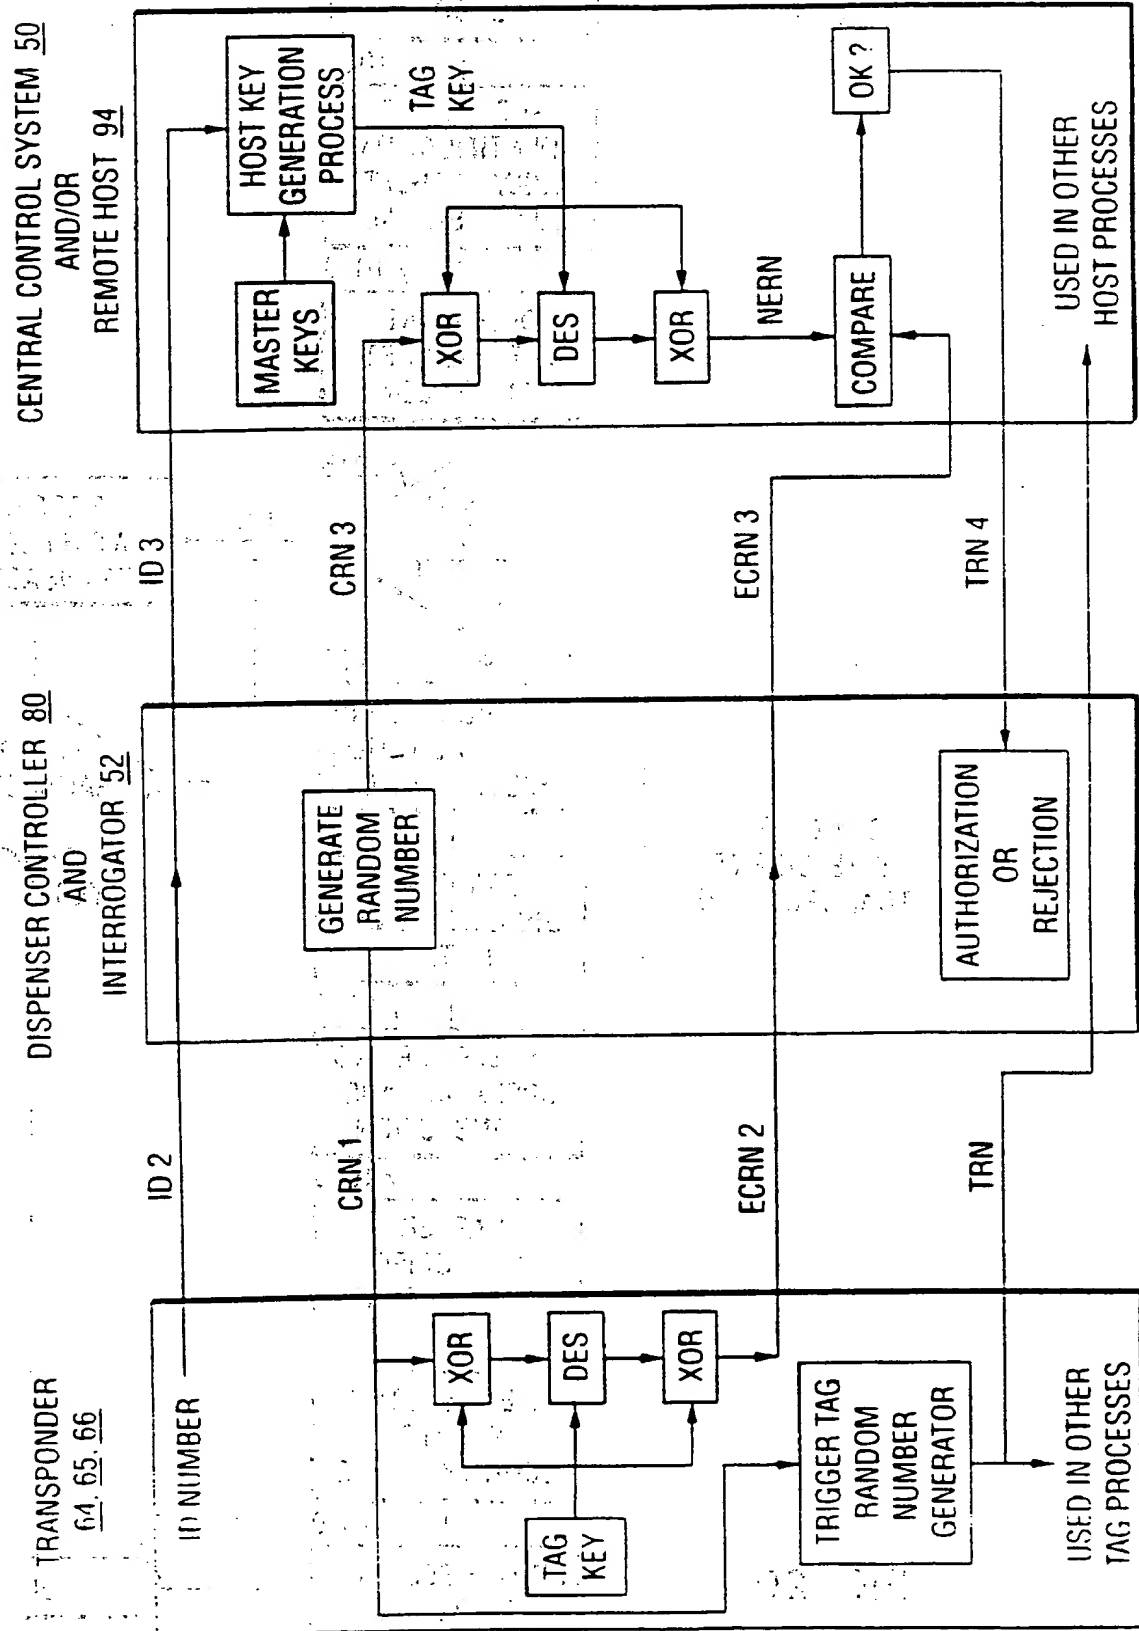 TRANSPONDER
64, 65, 66
ID NUMBER
TAG
KEY
XOR
DES
XOR
TRIGGER TAG
RANDOM
NUMBER
GENERATOR
USED IN OTHER
TAG PROCESSES
ID 2
CRN 1
ECRN 2
TRN
DISPENSER CONTROLLER 80
AND
INTERROGATOR 52
GENERATE
RANDOM
NUMBER
AUTHORIZATION
OR
REJECTION
ID 3
CRN 3
ECRN 3
TRN 4
CENTRAL CONTROL SYSTEM 50
AND/OR
REMOTE HOST 94
MASTER
KEYS
HOST KEY
GENERATION
PROCESS
TAG
KEY
XOR
DES
XOR
NERN
COMPARE
OK ?
USED IN OTHER
HOST PROCESSES